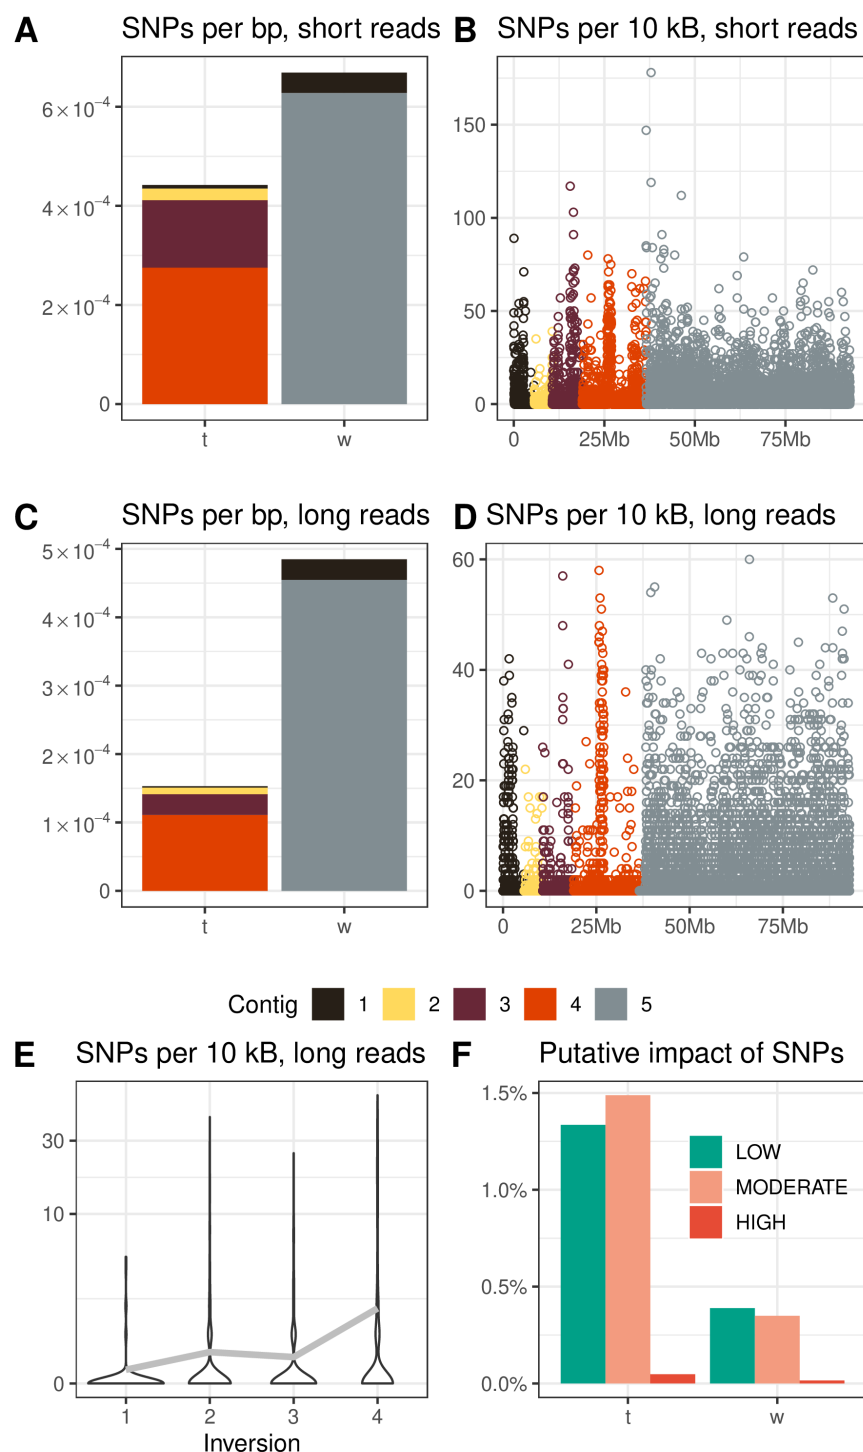 A SNPs per bp, short reads
6×10⁻⁴
4×10⁻⁴
2×10⁻⁴
0
t w
B SNPs per 10 kB, short reads
150
100
50
0
0 25Mb 50Mb 75Mb
C SNPs per bp, long reads
5×10⁻⁴
4×10⁻⁴
3×10⁻⁴
2×10⁻⁴
1×10⁻⁴
0
t w
D SNPs per 10 kB, long reads
60
40
20
0
0 25Mb 50Mb 75Mb
Contig 1 2 3 4 5
E SNPs per 10 kB, long reads
30
10
0
1 2 3 4
Inversion
F Putative impact of SNPs
1.5%
1.0%
0.5%
0.0%
LOW
MODERATE
HIGH
t w